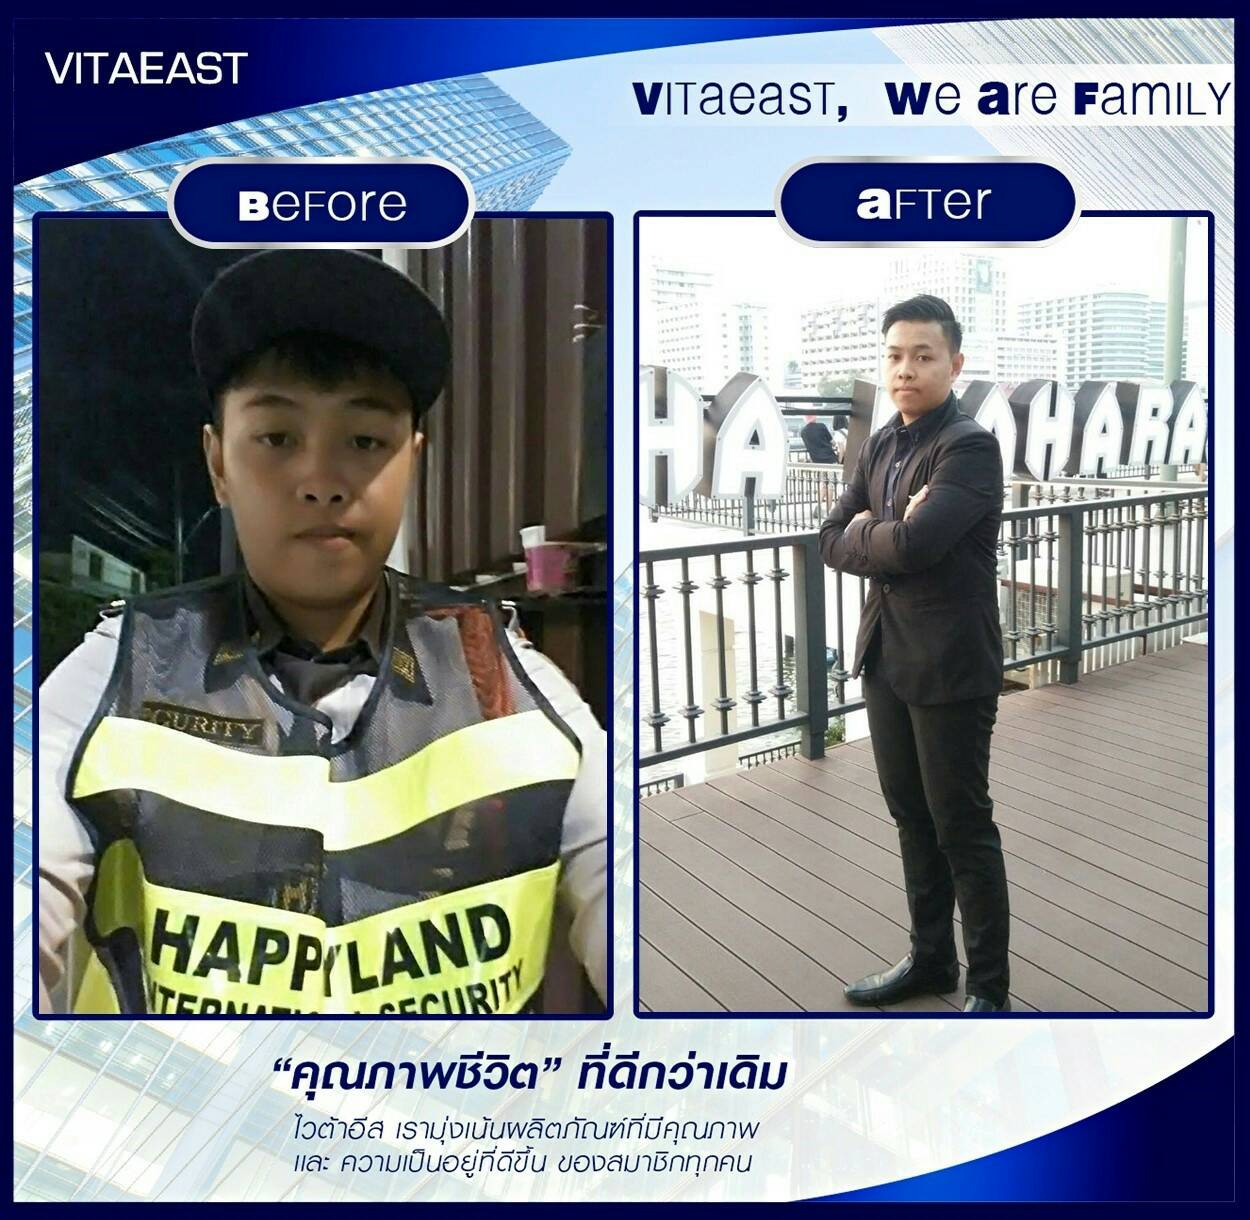 VITAEAST
VITaeasT, We are FamILY
BeFore
aFTer
HA
HARA
ECURITY
HAPPYLAND
INTERNATIONAL SECURITY
“คุณภาพชีวิต” ที่ดีกว่าเดิม
ไวต้าอีส เรามุ่งเน้นผลิตภัณฑ์ที่มีคุณภาพ
และ ความเป็นอยู่ที่ดีขึ้น ของสมาชิกทุกคน